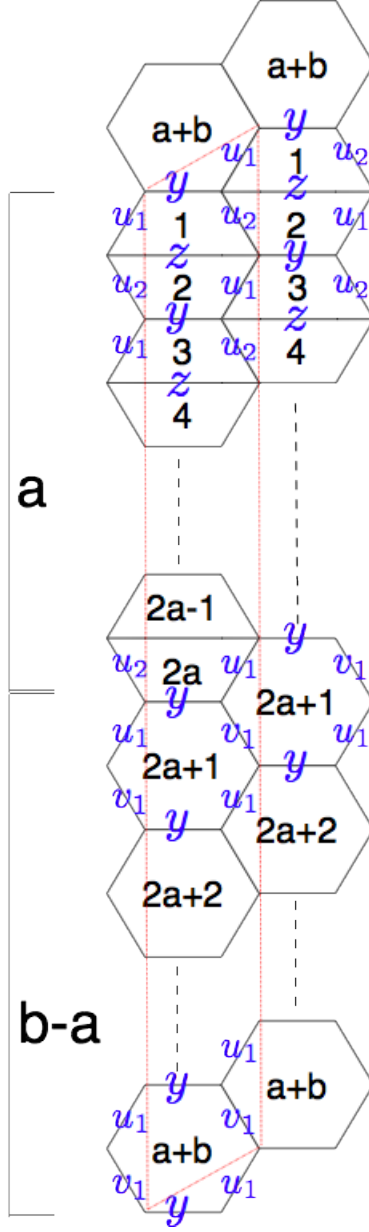 a+b
a+b y
u₁ 1 u₂
y z
u₁ 1 u₂ 2 u₁
z y
u₂ 2 u₁ 3 u₂
y z
u₁ 3 u₂ 4
z
4
a
2a-1
y
u₂ 2a u₁ v₁
y 2a+1
u₁ v₁ u₁
2a+1 y
v₁ u₁
y 2a+2
2a+2
b-a
u₁
y a+b
u₁ v₁
a+b
v₁ u₁
y